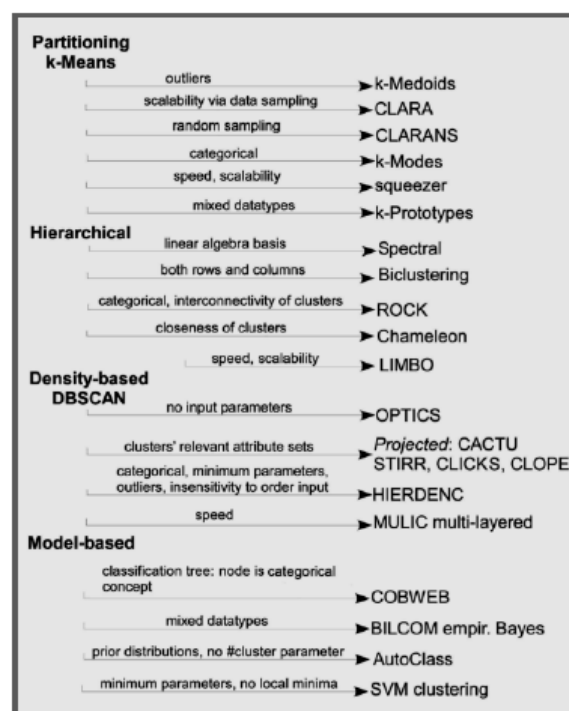 Partitioning
k-Means
outliers
k-Medoids
scalability via data sampling
CLARA
random sampling
CLARANS
categorical
k-Modes
speed, scalability
squeezer
mixed datatypes
k-Prototypes
Hierarchical
linear algebra basis
Spectral
both rows and columns
Biclustering
categorical, interconnectivity of clusters
ROCK
closeness of clusters
Chameleon
speed, scalability
LIMBO
Density-based
DBSCAN
no input parameters
OPTICS
clusters' relevant attribute sets
Projected: CACTU
STIRR, CLICKS, CLOPE
categorical, minimum parameters,
outliers, insensitivity to order input
HIERDENC
speed
MULIC multi-layered
Model-based
classification tree: node is categorical
concept
COBWEB
mixed datatypes
BILCOM empir. Bayes
prior distributions, no #cluster parameter
AutoClass
minimum parameters, no local minima
SVM clustering